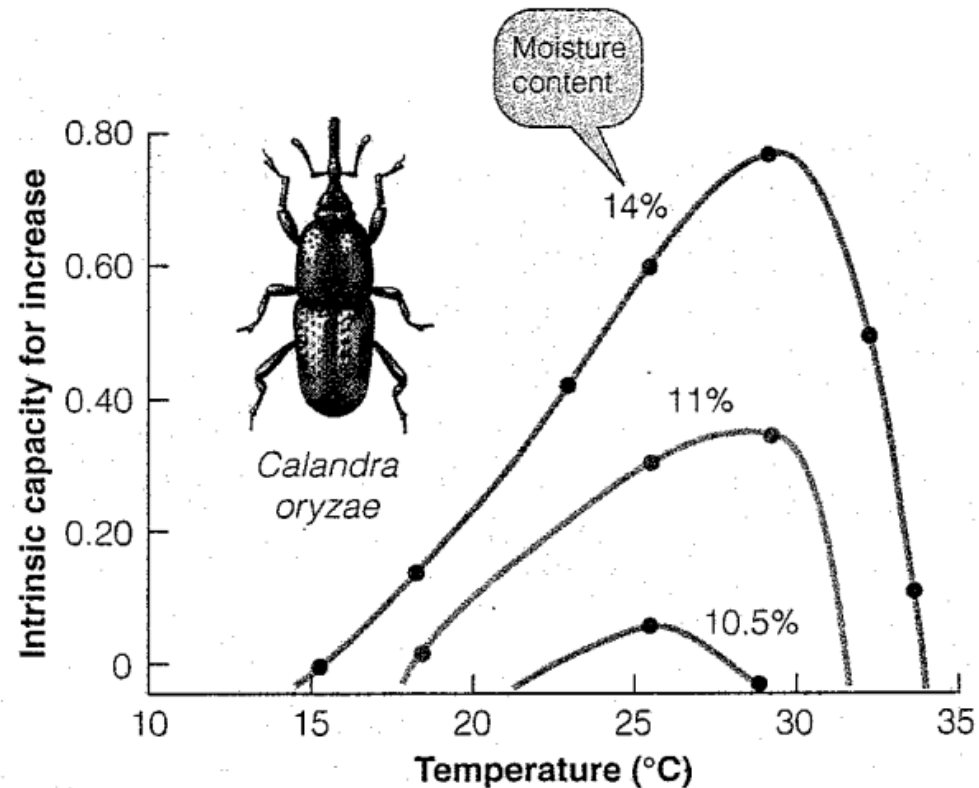 Moisture
content
0.80
14%
0.60
Intrinsic capacity for increase
0.40
11%
Calandra
oryzae
0.20
10.5%
0
10
15
20
25
30
35
Temperature (°C)